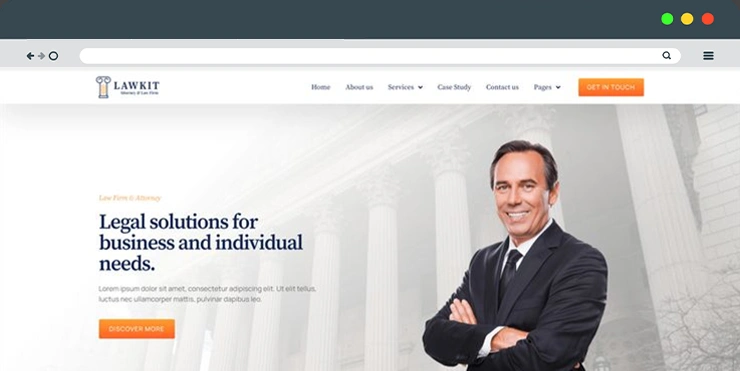 LAWKIT
Attorney & Law Firm
Home About us Services Case Study Contact us Pages GET IN TOUCH
Law Firm & Attorney
Legal solutions for
business and individual
needs.
Lorem ipsum dolor sit amet, consectetur adipiscing elit. Ut elit tellus,
luctus nec ullamcorper mattis, pulvinar dapibus leo.
DISCOVER MORE